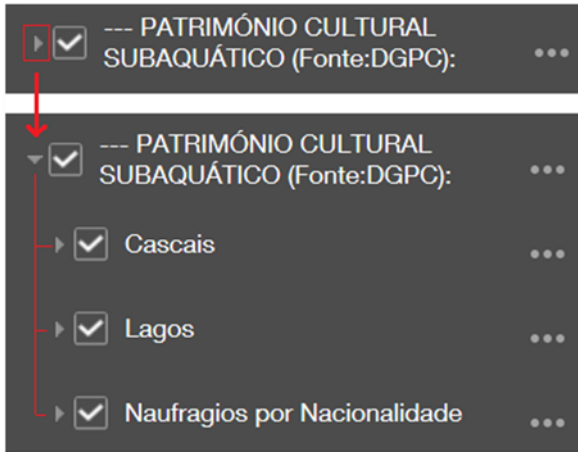 --- PATRIMÓNIO CULTURAL
SUBAQUÁTICO (Fonte:DGPC):
--- PATRIMÓNIO CULTURAL
SUBAQUÁTICO (Fonte:DGPC):
Cascais
Lagos
Naufragios por Nacionalidade